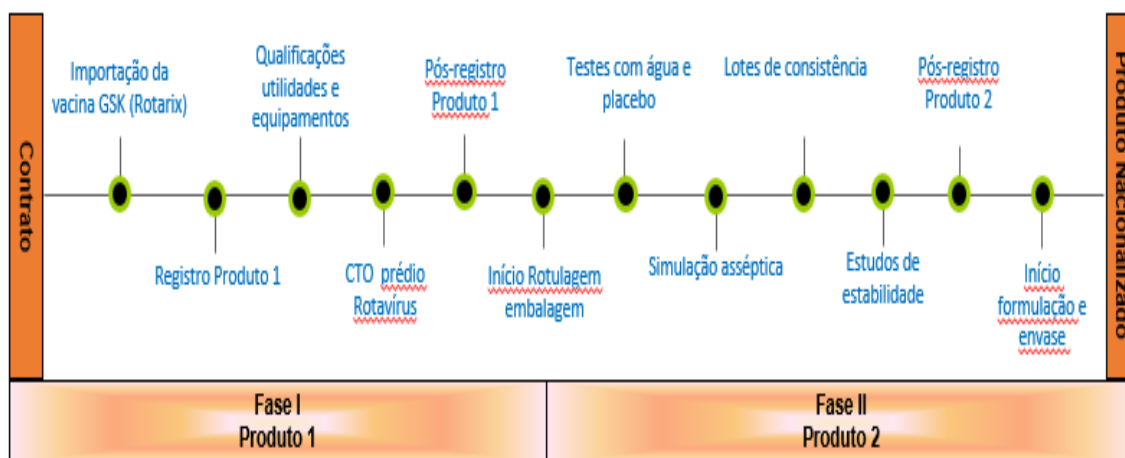 Contrato
Importação da
vacina GSK (Rotarix)
Registro Produto 1
Qualificações
utilidades e
equipamentos
CTO prédio
Rotavírus
Pós-registro
Produto 1
Início Rotulagem
embalagem
Testes com água e
placebo
Simulação asséptica
Lotes de consistência
Estudos de
estabilidade
Pós-registro
Produto 2
Início
formulação e
envase
Produto Nacionalizado
Fase I
Produto 1
Fase II
Produto 2